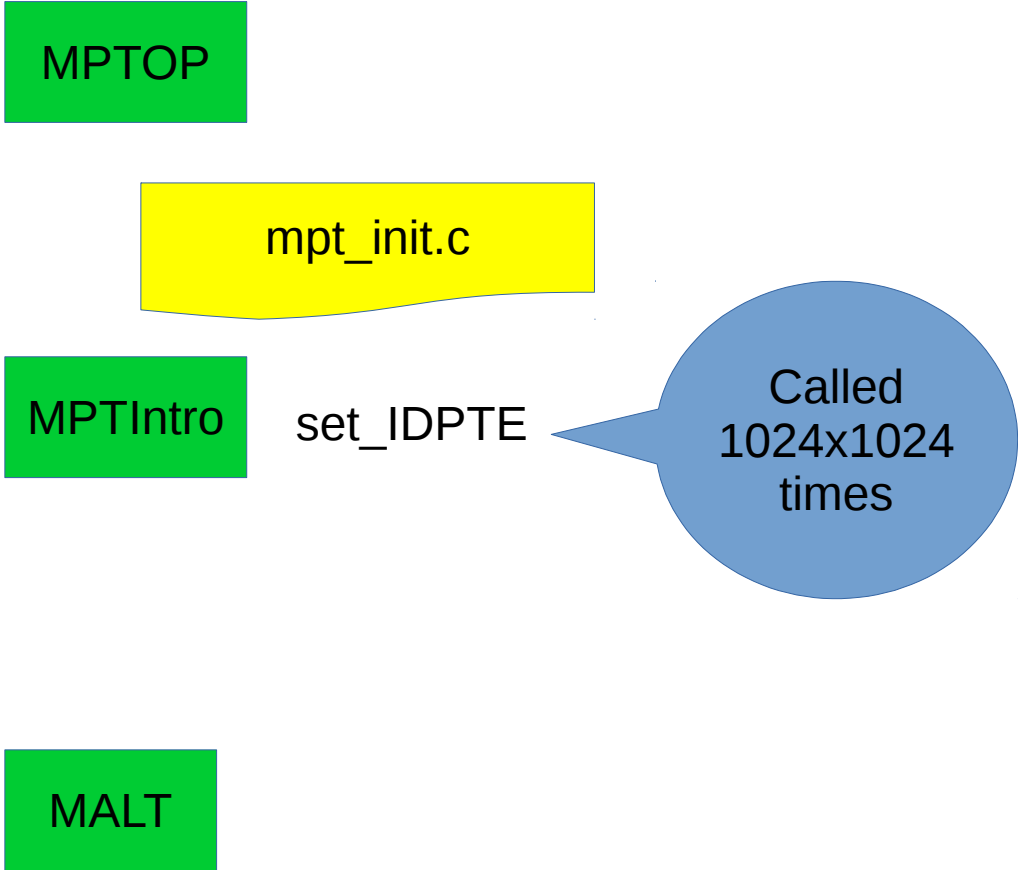 MPTOP
mpt_init.c
MPTIntro
set_IDPTE
Called
1024x1024
times
MALT